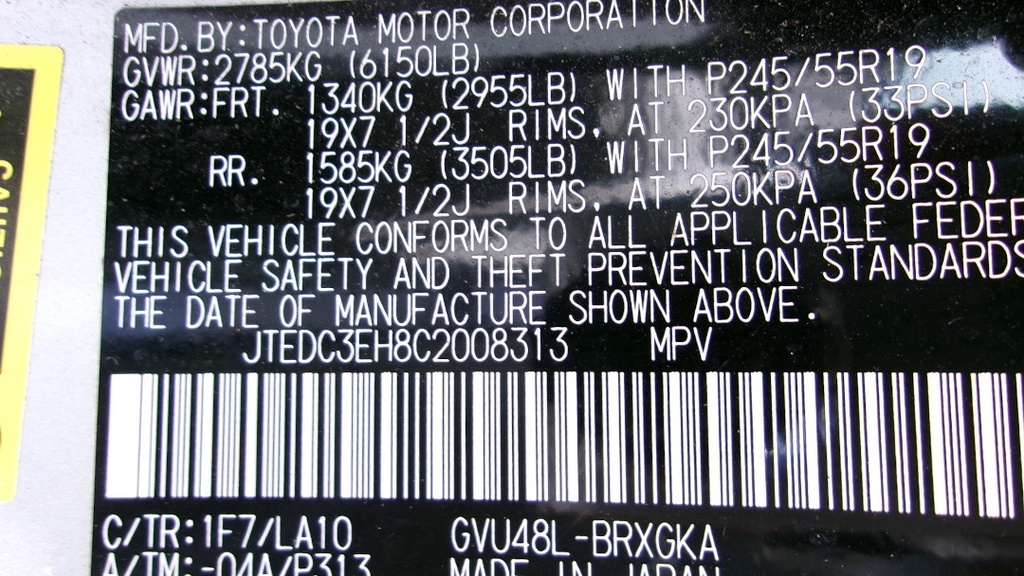 MFD. BY: TOYOTA MOTOR CORPORATION
GVWR: 2785KG (6150LB)
GAWR: FRT. 1340KG (2955LB) WITH P245/55R19
19X7 1/2J RIMS, AT 230KPA (33PSI)
RR. 1585KG (3505LB) WITH P245/55R19
19X7 1/2J RIMS, AT 250KPA (36PSI)
THIS VEHICLE CONFORMS TO ALL APPLICABLE FEDER
VEHICLE SAFETY AND THEFT PREVENTION STANDARDS
THE DATE OF MANUFACTURE SHOWN ABOVE.
JTEDC3EH8C2008313 MPV
C/TR: 1F7/LA10 GVU48L-BRXGKA
A/TM: -04A/P313 MADE IN JAPAN